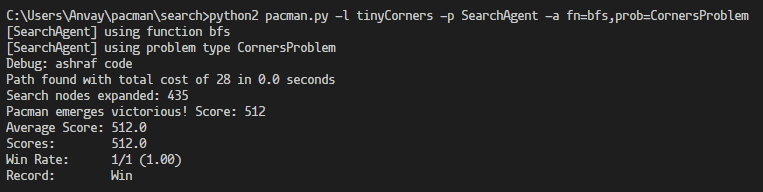 C:\Users\Anvay\pacman\search>python2 pacman.py –l tinyCorners –p SearchAgent –a fn=bfs,prob=CornersProblem
[SearchAgent] using function bfs
[SearchAgent] using problem type CornersProblem
Debug: ashraf code
Path found with total cost of 28 in 0.0 seconds
Search nodes expanded: 435
Pacman emerges victorious! Score: 512
Average Score: 512.0
Scores:        512.0
Win Rate:      1/1 (1.00)
Record:        Win